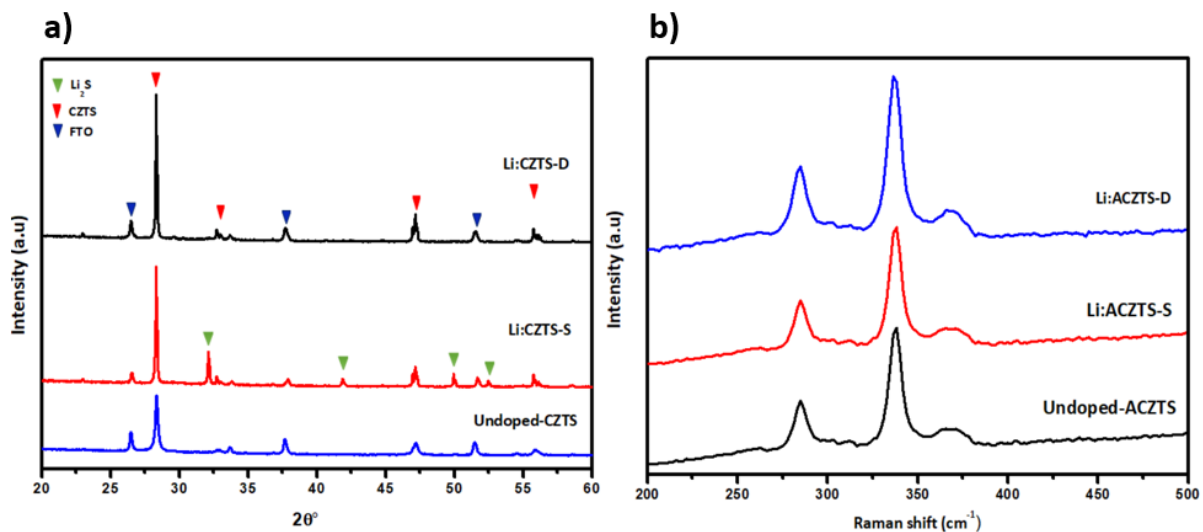 a)
Li₂S
CZTS
FTO
Li:CZTS-D
Li:CZTS-S
Undoped-CZTS
Intensity (a.u)
20 25 30 35 40 45 50 55 60
2θ°
b)
Li:ACZTS-D
Li:ACZTS-S
Undoped-ACZTS
Intensity (a.u)
200 250 300 350 400 450 500
Raman shift (cm⁻¹)